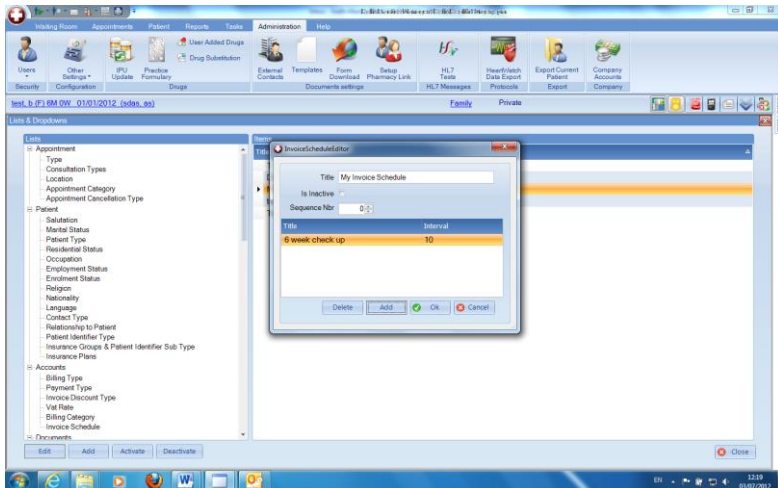 Waiting Room Appointments Patient Reports Tasks Administration Help
Users
Other Settings
IPU Update
Practice Formulary
User Added Drugs
Drug Substitution
External Contacts
Templates
Form Download
Setup Pharmacy Link
HL7 Tests
HeartWatch Data Export
Export Current Patient
Company Accounts
Security Configuration Drugs Documents settings HL7 Messages Protocols Export Company
test, b (F) 6M 0W 01/01/2012 (sdas, as) Family Private
Lists & Dropdowns
Lists
Appointment
Type
Consultation Types
Location
Appointment Category
Appointment Cancellation Type
Patient
Salutation
Marital Status
Patient Type
Residential Status
Occupation
Employment Status
Enrolment Status
Religion
Nationality
Language
Contact Type
Relationship to Patient
Patient Identifier Type
Insurance Groups & Patient Identifier Sub Type
Insurance Plans
Accounts
Billing Type
Payment Type
Invoice Discount Type
Vat Rate
Billing Category
Invoice Schedule
Documents
Edit Add Activate Deactivate
Items
InvoiceScheduleEditor
Title My Invoice Schedule
Is Inactive
Sequence Nbr 0
Title Interval
6 week check up 10
Delete Add Ok Cancel
Close
EN 12:19
03/07/2012